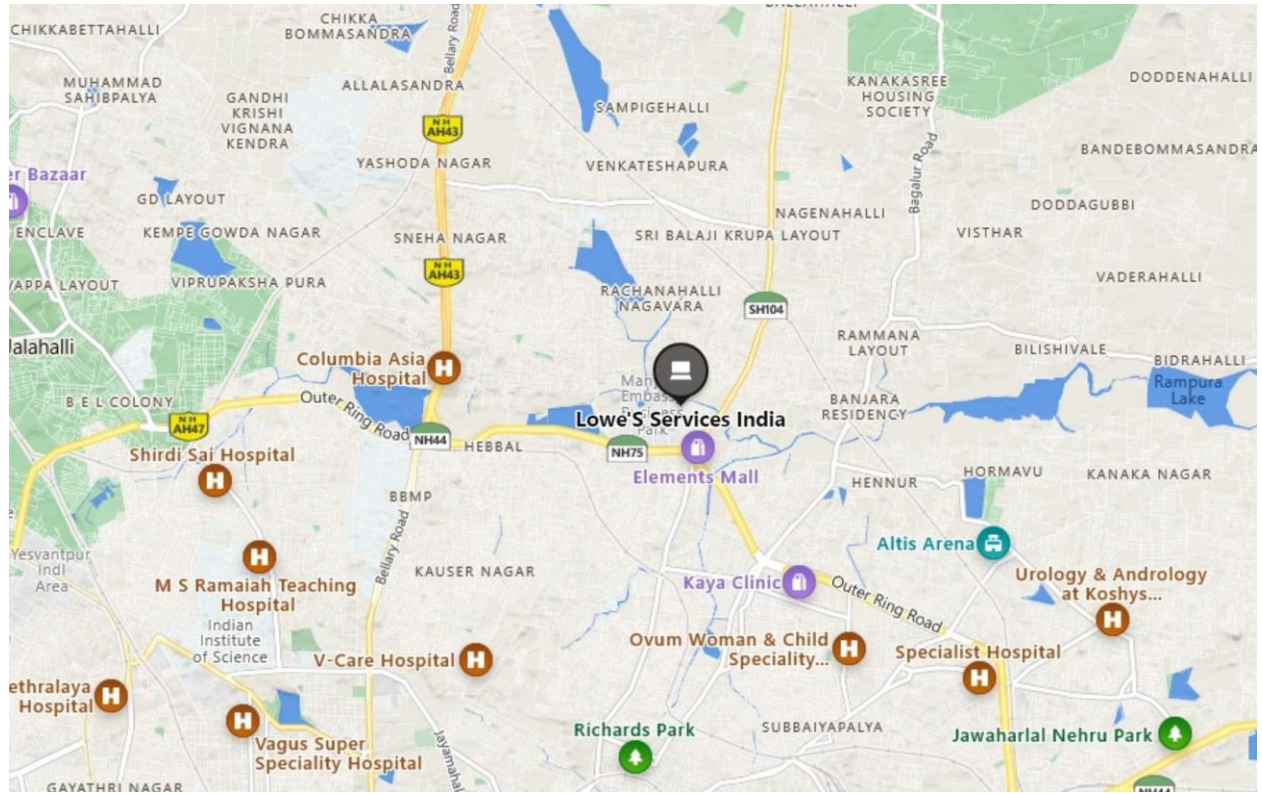 CHIKKABETTAHALLI
CHIKKA
BOMMASANDRA
Bellary Road
MUHAMMAD
SAHIBPALYA
GANDHI
KRISHI
VIGNANA
KENDRA
ALLALASANDRA
NH
AH43
SAMPIGEHALLI
KANAKASREE
HOUSING
SOCIETY
DODDENAHALLI
YASHODA NAGAR
VENKATESHAPURA
Bagalur Road
BANDEBOMMASANDRA
er Bazaar
GD LAYOUT
NAGENAHALLI
DODDAGUBBI
ENCLAVE
KEMPE GOWDA NAGAR
SNEHA NAGAR
SRI BALAJI KRUPA LAYOUT
VISTHAR
NH
AH43
VAPPA LAYOUT
VIPRUPAKSHA PURA
RACHANAHALLI
NAGAVARA
VADERAHALLI
SH104
Jalahalli
Columbia Asia
Hospital
RAMMANA
LAYOUT
BILISHIVALE
BIDRAHALLI
Rampura
Lake
B E L COLONY
Outer Ring Road
Embass
Business
Park
Lowe'S Services India
BANJARA
RESIDENCY
NH
AH47
NH44
HEBBAL
NH75
Shirdi Sai Hospital
Elements Mall
HORMAVU
KANAKA NAGAR
HENNUR
BBMP
Bellary Road
Yesvantpur
Indl
Area
M S Ramaiah Teaching
Hospital
KAUSER NAGAR
Altis Arena
Kaya Clinic
Outer Ring Road
Urology & Andrology
at Koshys...
Indian
Institute
of Science
V-Care Hospital
Ovum Woman & Child
Speciality...
Specialist Hospital
ethralaya
Hospital
Vagus Super
Speciality Hospital
Jayamahal
Richards Park
SUBBAIYAPALYA
Jawaharlal Nehru Park
GAYATHRI NAGAR
NH44